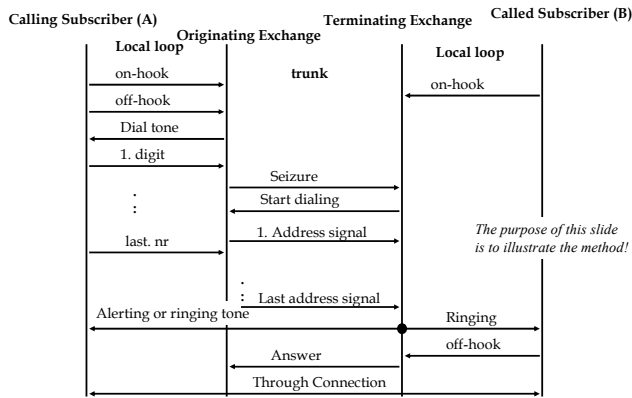 Calling Subscriber (A)
Originating Exchange
Terminating Exchange
Called Subscriber (B)
Local loop
trunk
Local loop
on-hook
on-hook
off-hook
Dial tone
1. digit
Seizure
Start dialing
1. Address signal
last. nr
The purpose of this slide
is to illustrate the method!
Last address signal
Alerting or ringing tone
Ringing
off-hook
Answer
Through Connection